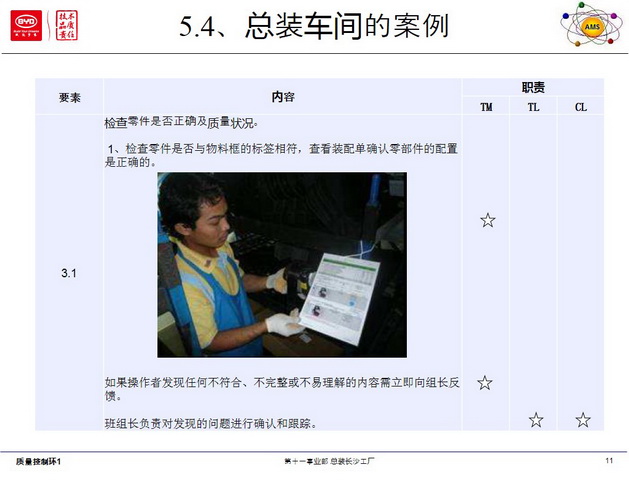 BYD
技术
品质
责信
5.4、总装车间的案例
AMS
要素
内容
职责
TM
TL
CL
3.1
检查零件是否正确及质量状况。
1、检查零件是否与物料框的标签相符，查看装配单确认零部件的配置
是正确的。
☆
如果操作者发现任何不符合、不完整或不易理解的内容需立即向组长反
馈。
☆
班组长负责对发现的问题进行确认和跟踪。
☆
☆
质量控制环1
第十一事业部 总装长沙工厂
11